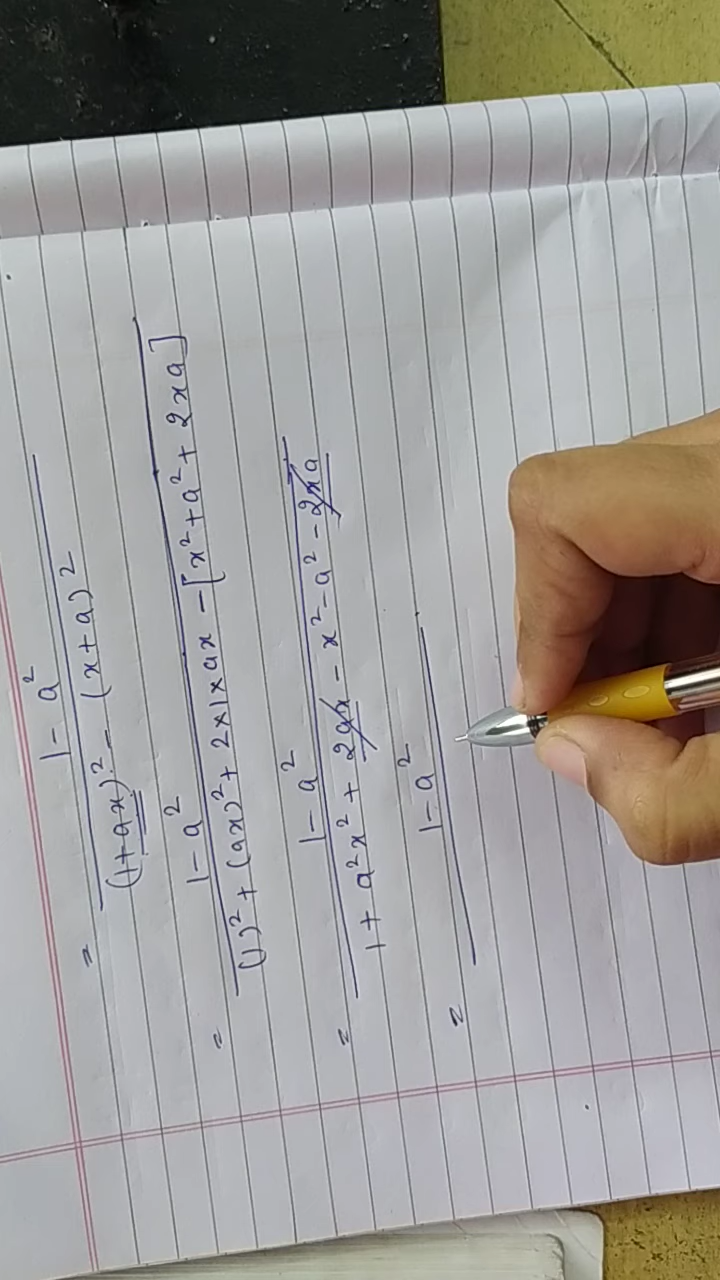 = 1 - a²
(1 + ax)² - (x + a)²
= 1 - a²
(1)² + (ax)² + 2×1×ax - [x² + a² + 2xa]
= 1 - a²
1 + a²x² + 2ax - x² - a² - 2xa
= 1 - a²